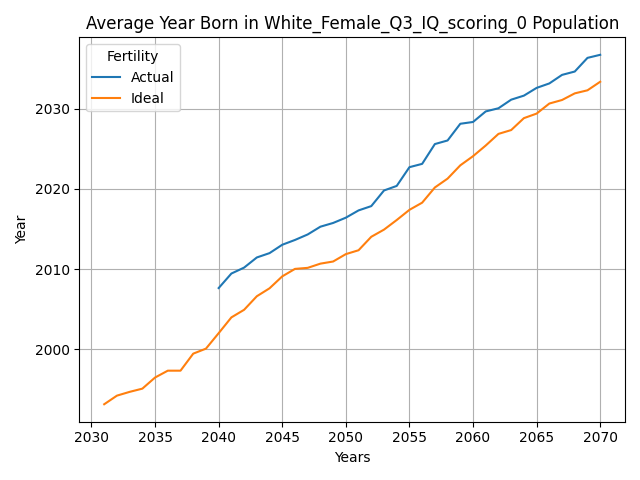 Average Year Born in White_Female_Q3_IQ_scoring_0 Population
Fertility
Actual
Ideal
Year
2030
2020
2010
2000
2030 2035 2040 2045 2050 2055 2060 2065 2070
Years